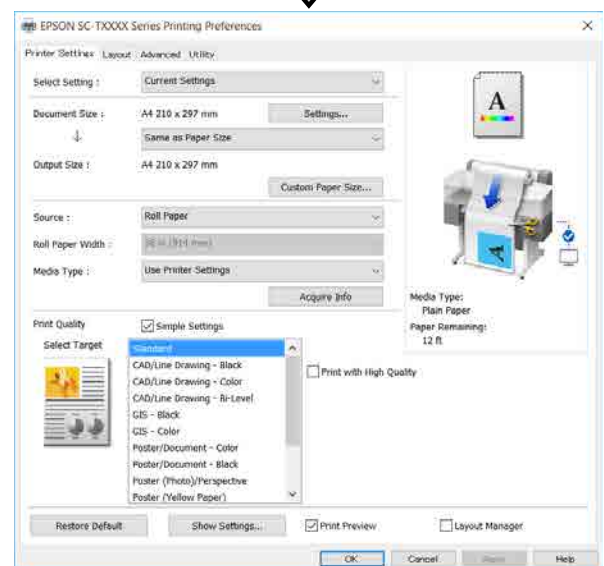 EPSON SC-TXXXX Series Printing Preferences
Printer Settings Layout Advanced Utility
Select Setting : Current Settings
Document Size : A4 210 x 297 mm Settings...
Same as Paper Size
Output Size : A4 210 x 297 mm
Custom Paper Size...
Source : Roll Paper
Roll Paper Width : 36 in (914 mm)
Media Type : Use Printer Settings
Acquire Info
A
A
Media Type:
Plain Paper
Paper Remaining:
12 ft
Print Quality Simple Settings
Select Target
Standard
CAD/Line Drawing - Black
CAD/Line Drawing - Color
CAD/Line Drawing - Bi-Level
GIS - Black
GIS - Color
Poster/Document - Color
Poster/Document - Black
Poster (Photo)/Perspective
Poster (Yellow Paper)
Print with High Quality
Restore Default Show Settings... Print Preview Layout Manager
OK Cancel Apply Help